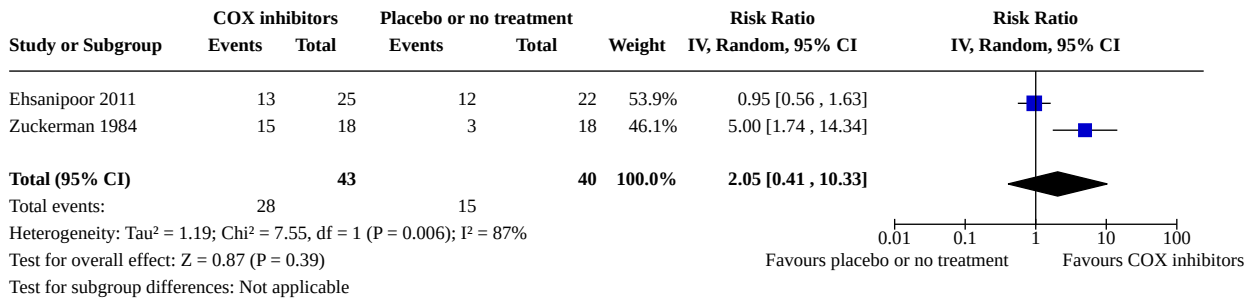 COX inhibitors Placebo or no treatment Risk Ratio Risk Ratio
Study or Subgroup Events Total Events Total Weight IV, Random, 95% CI IV, Random, 95% CI
Ehsanipoor 2011 13 25 12 22 53.9% 0.95 [0.56 , 1.63]
Zuckerman 1984 15 18 3 18 46.1% 5.00 [1.74 , 14.34]
Total (95% CI) 43 40 100.0% 2.05 [0.41 , 10.33]
Total events: 28 15
Heterogeneity: Tau² = 1.19; Chi² = 7.55, df = 1 (P = 0.006); I² = 87%
0.01 0.1 1 10 100
Test for overall effect: Z = 0.87 (P = 0.39) Favours placebo or no treatment Favours COX inhibitors
Test for subgroup differences: Not applicable